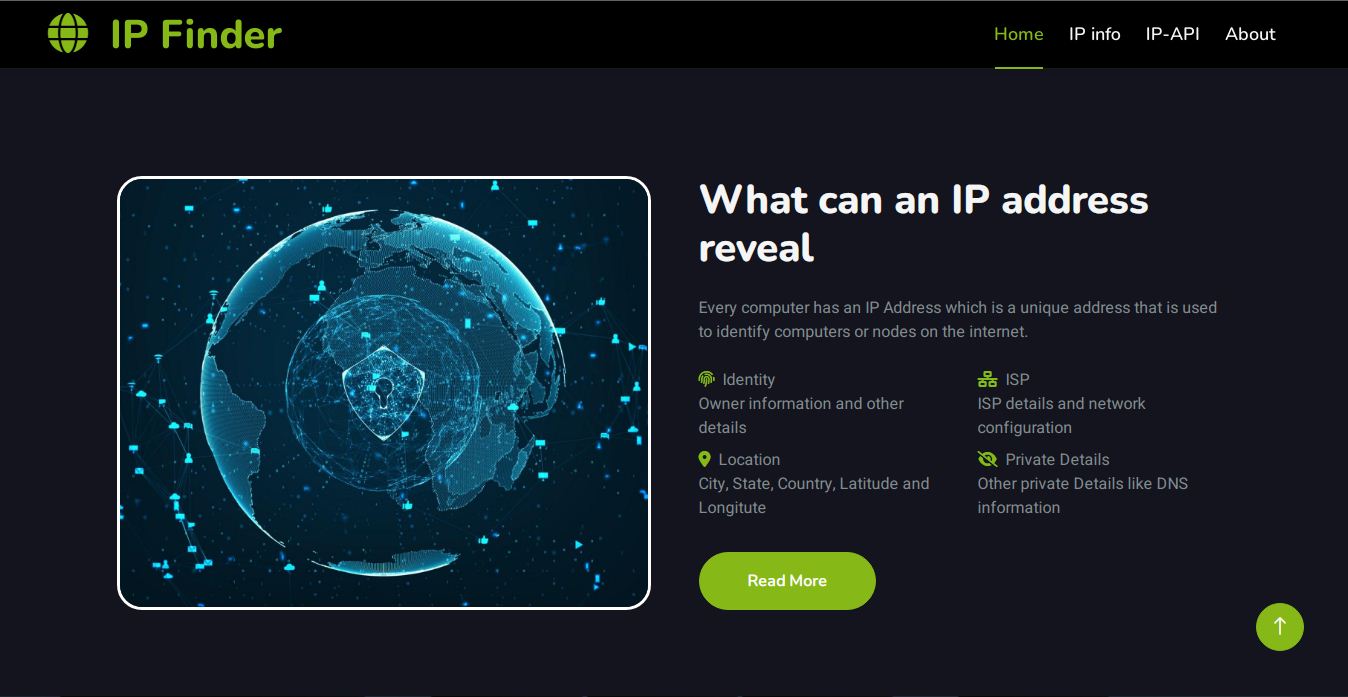 IP Finder
Home IP info IP-API About
What can an IP address
reveal
Every computer has an IP Address which is a unique address that is used
to identify computers or nodes on the internet.
Identity
Owner information and other
details
ISP
ISP details and network
configuration
Location
City, State, Country, Latitude and
Longitute
Private Details
Other private Details like DNS
information
Read More